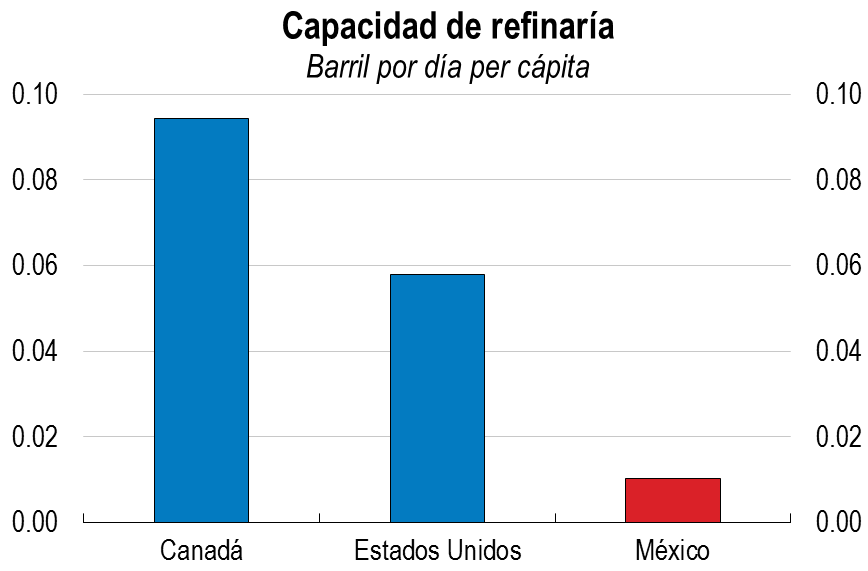 Capacidad de refinaría
Barril por día per cápita
0.10 0.10
0.08 0.08
0.06 0.06
0.04 0.04
0.02 0.02
0.00 0.00
Canadá Estados Unidos México